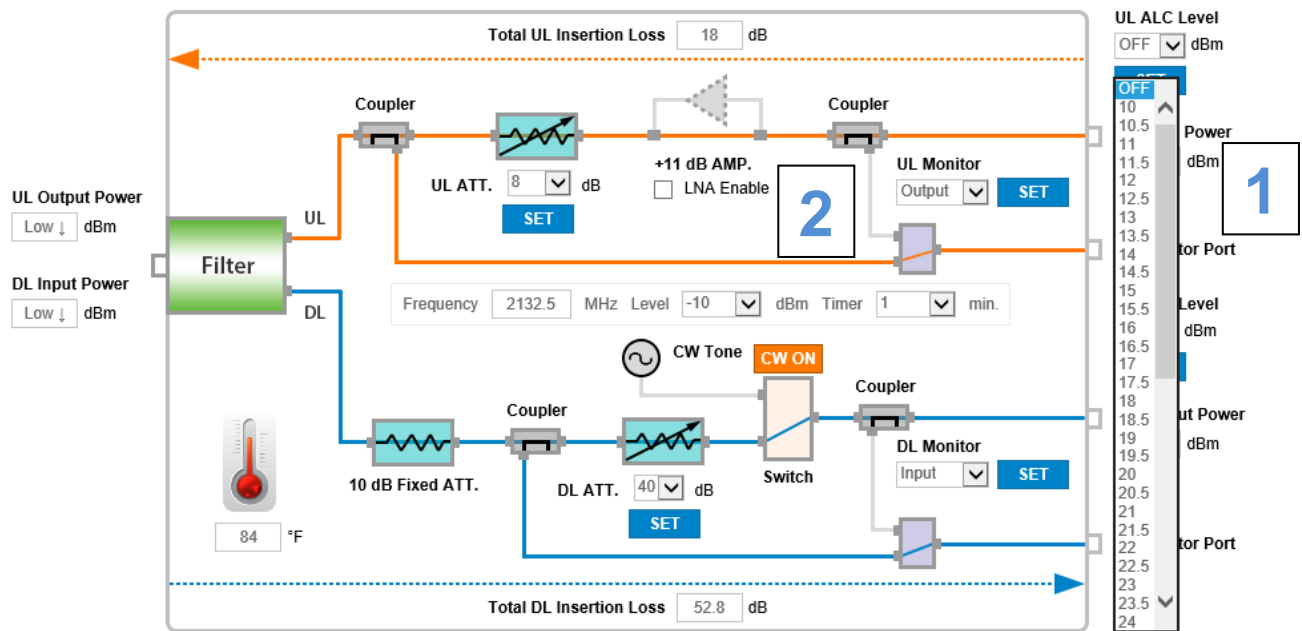 Total UL Insertion Loss 18 dB
UL ALC Level
OFF dBm
SET
OFF
10
10.5
11
11.5
12
12.5
13
13.5
14
14.5
15
15.5
16
16.5
17
17.5
18
18.5
19
19.5
20
20.5
21
21.5
22
22.5
23
23.5
24
Power
dBm
1
tor Port
Level
dBm
ut Power
dBm
tor Port
Coupler
Coupler
+11 dB AMP.
LNA Enable
2
UL ATT. 8 dB
SET
UL Monitor
Output SET
UL Output Power
Low ↓ dBm
UL
Filter
DL Input Power
Low ↓ dBm
DL
Frequency 2132.5 MHz Level -10 dBm Timer 1 min.
CW Tone CW ON
Coupler
Coupler
Switch
10 dB Fixed ATT.
DL ATT. 40 dB
SET
DL Monitor
Input SET
84 °F
Total DL Insertion Loss 52.8 dB